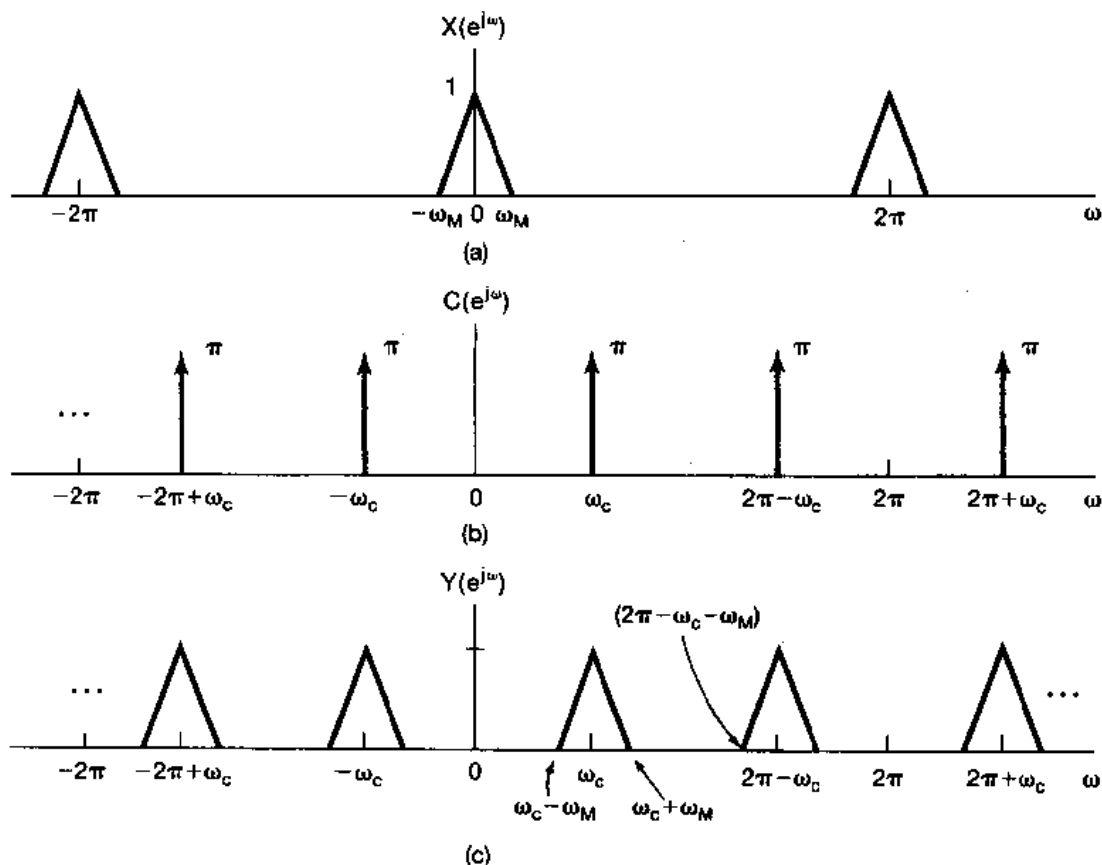 X(e^{jω})
1
−2π −ω_M 0 ω_M 2π ω
(a)
C(e^{jω})
π π π π π
...
−2π −2π+ω_c −ω_c 0 ω_c 2π−ω_c 2π 2π+ω_c ω
(b)
Y(e^{jω})
(2π−ω_c−ω_M)
... ...
−2π −2π+ω_c −ω_c 0 ω_c 2π−ω_c 2π 2π+ω_c ω
ω_c−ω_M ω_c+ω_M
(c)